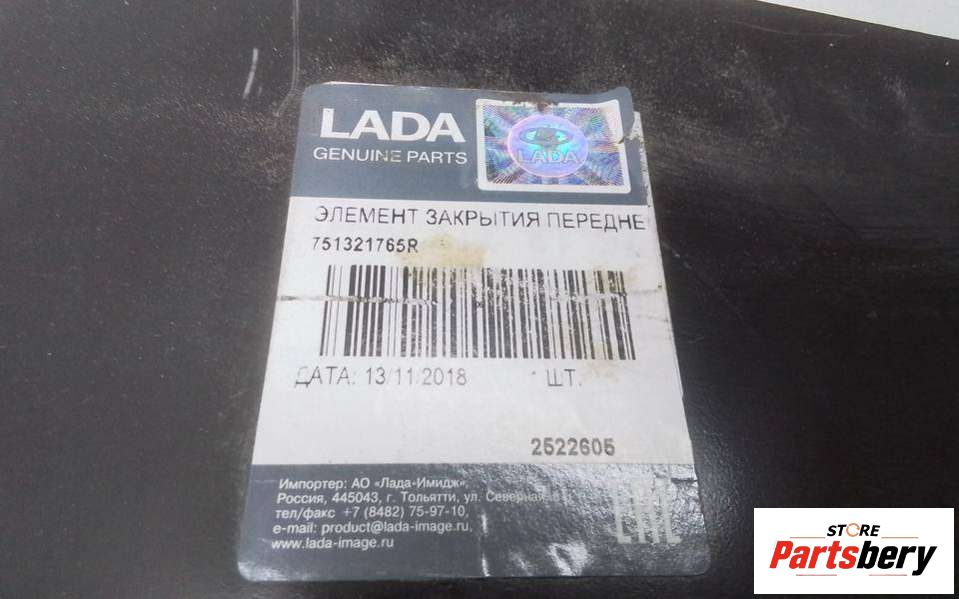 LADA
GENUINE PARTS
LADA
ЭЛЕМЕНТ ЗАКРЫТИЯ ПЕРЕДНЕ
751321765R
ДАТА: 13/11/2018 1 ШТ.
2522605
Импортер: АО «Лада-Имидж»,
Россия, 445043, г. Тольятти, ул. Северная,
тел/факс +7 (8482) 75-97-10,
e-mail: product@lada-image.ru,
www.lada-image.ru
EAC
STORE
Partsbery